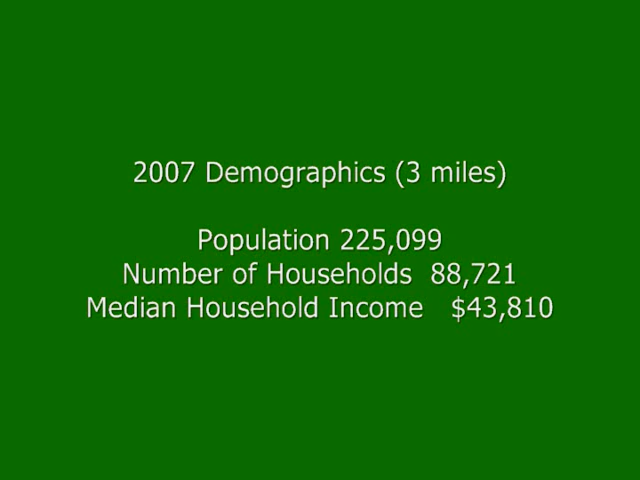 2007 Demographics (3 miles)
Population 225,099
Number of Households 88,721
Median Household Income $43,810